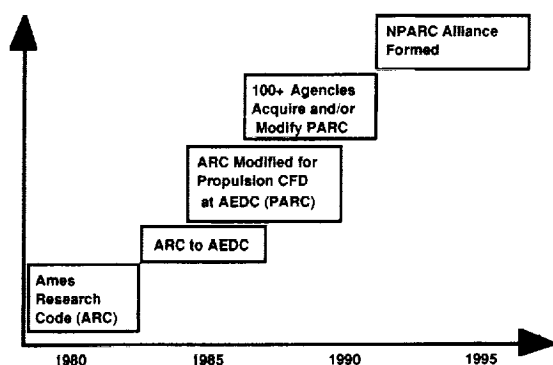 NPARC Alliance
Formed
100+ Agencies
Acquire and/or
Modify PARC
ARC Modified for
Propulsion CFD
at AEDC (PARC)
ARC to AEDC
Ames
Research
Code (ARC)
1980 1985 1990 1995